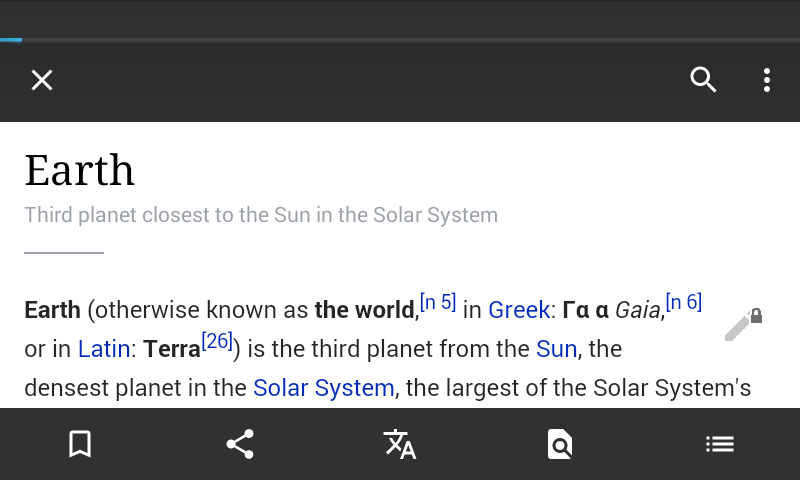 Earth
Third planet closest to the Sun in the Solar System
Earth (otherwise known as the world,[n 5] in Greek: Γα α Gaia,[n 6]
or in Latin: Terra[26]) is the third planet from the Sun, the
densest planet in the Solar System, the largest of the Solar System's